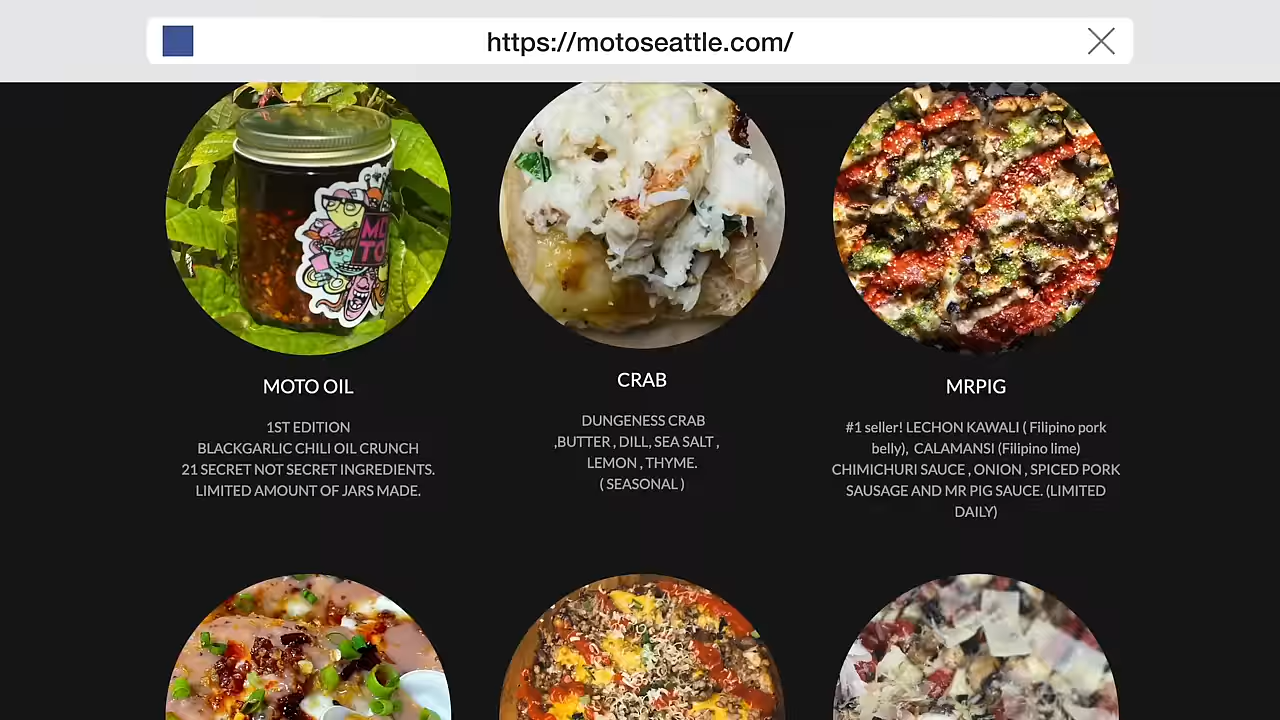 https://motoseattle.com/
MO
TO
MOTO OIL
1ST EDITION
BLACKGARLIC CHILI OIL CRUNCH
21 SECRET NOT SECRET INGREDIENTS.
LIMITED AMOUNT OF JARS MADE.
CRAB
DUNGENESS CRAB
,BUTTER , DILL, SEA SALT ,
LEMON , THYME.
( SEASONAL )
MRPIG
#1 seller! LECHON KAWALI ( Filipino pork
belly),  CALAMANSI (Filipino lime)
CHIMICHURI SAUCE , ONION , SPICED PORK
SAUSAGE AND MR PIG SAUCE. (LIMITED
DAILY)